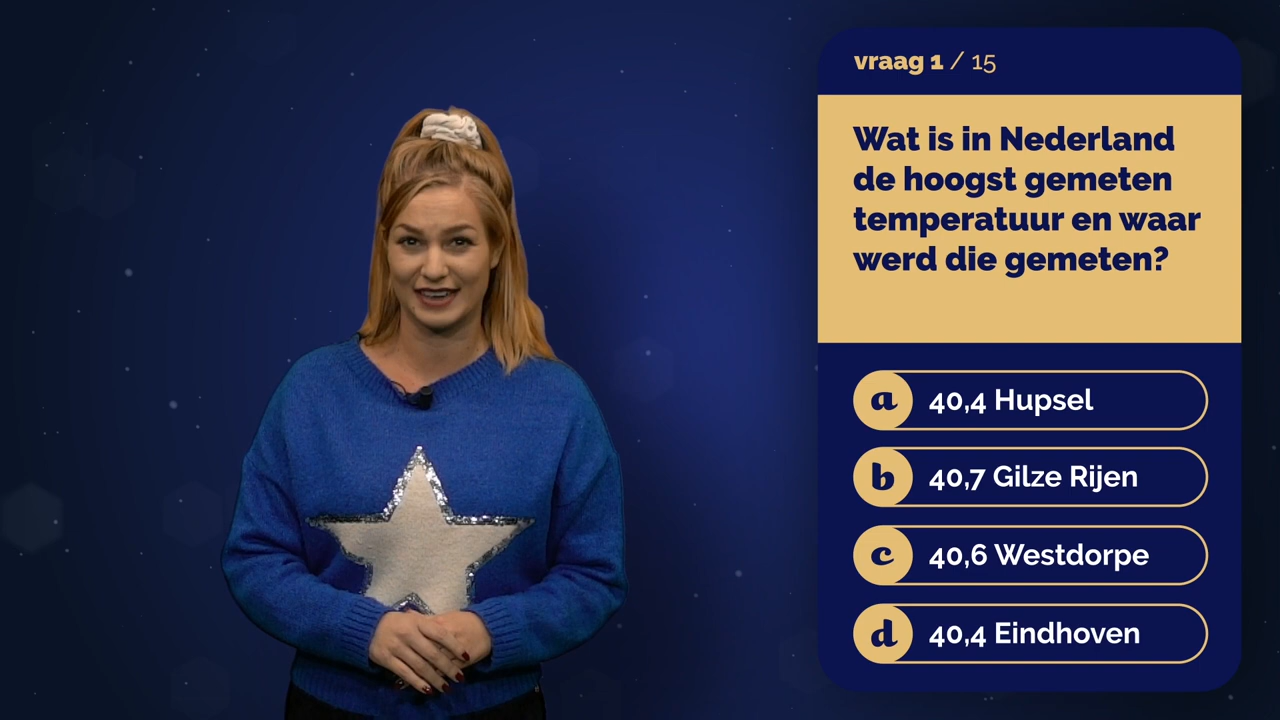 vraag 1 / 15
Wat is in Nederland
de hoogst gemeten
temperatuur en waar
werd die gemeten?
a 40,4 Hupsel
b 40,7 Gilze Rijen
c 40,6 Westdorpe
d 40,4 Eindhoven